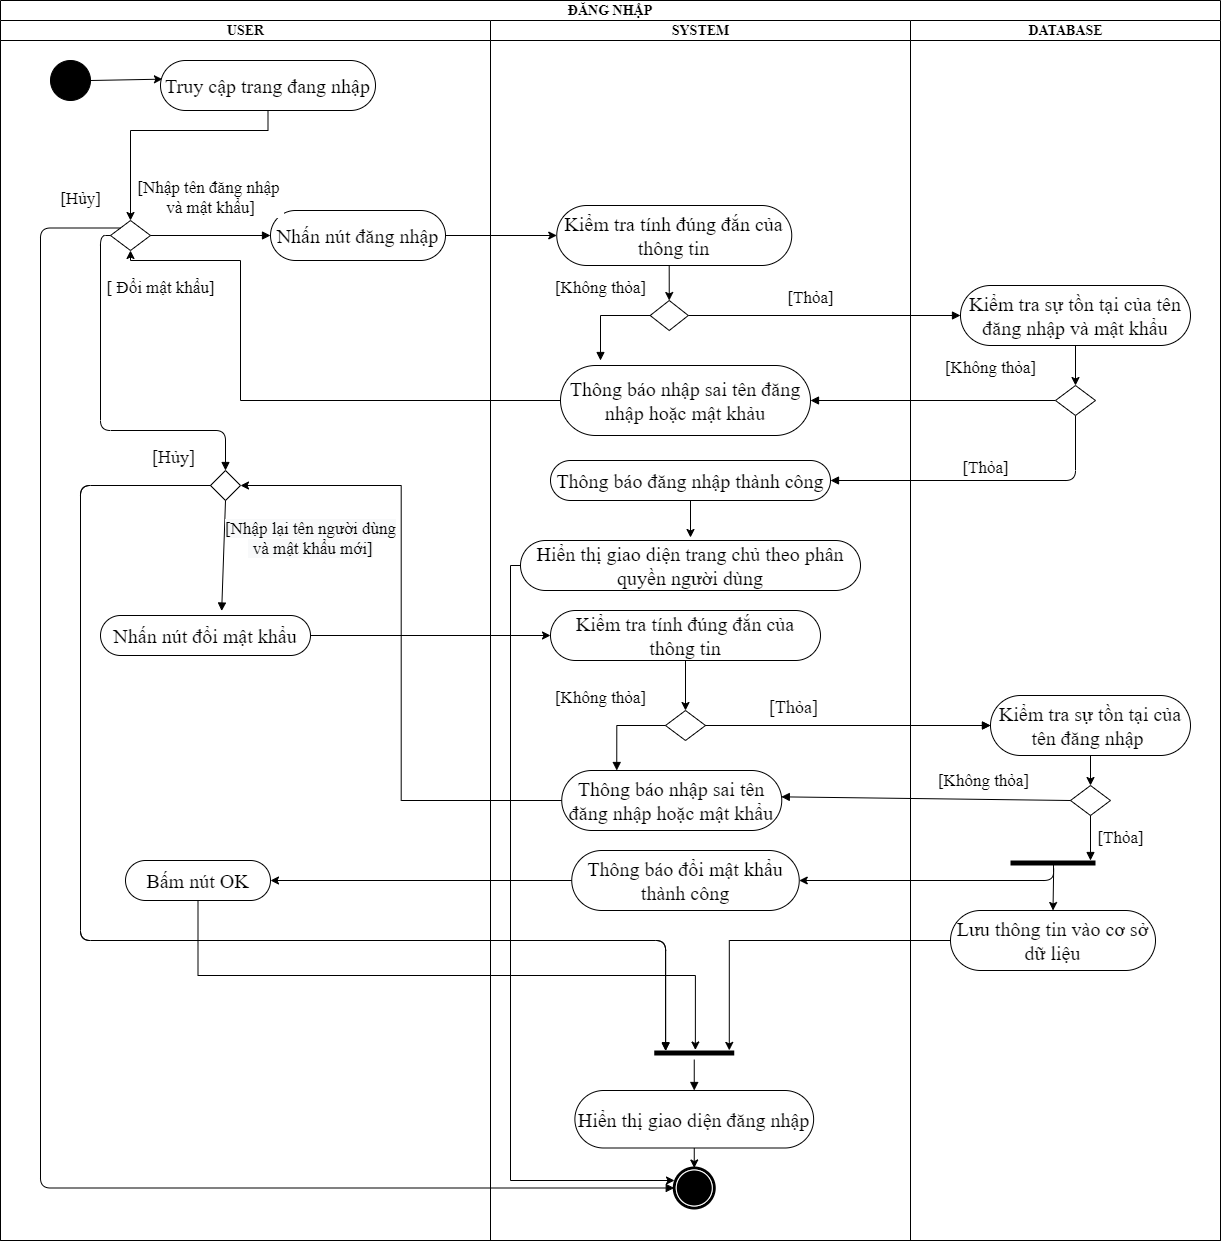 ĐĂNG NHẬP
USER
SYSTEM
DATABASE
Truy cập trang đang nhập
[Hủy]
[Nhập tên đăng nhập
và mật khẩu]
Nhấn nút đăng nhập
Kiểm tra tính đúng đắn của
thông tin
[ Đổi mật khẩu]
[Không thỏa]
[Thỏa]
Kiểm tra sự tồn tại của tên
đăng nhập và mật khẩu
[Không thỏa]
Thông báo nhập sai tên đăng
nhập hoặc mật khảu
[Hủy]
[Thỏa]
Thông báo đăng nhập thành công
[Nhập lại tên người dùng
và mật khẩu mới]
Hiển thị giao diện trang chủ theo phân
quyền người dùng
Nhấn nút đổi mật khẩu
Kiểm tra tính đúng đắn của
thông tin
[Không thỏa]
[Thỏa]
Kiểm tra sự tồn tại của
tên đăng nhập
[Không thỏa]
Thông báo nhập sai tên
đăng nhập hoặc mật khẩu
[Thỏa]
Bấm nút OK
Thông báo đổi mật khẩu
thành công
Lưu thông tin vào cơ sở
dữ liệu
Hiển thị giao diện đăng nhập